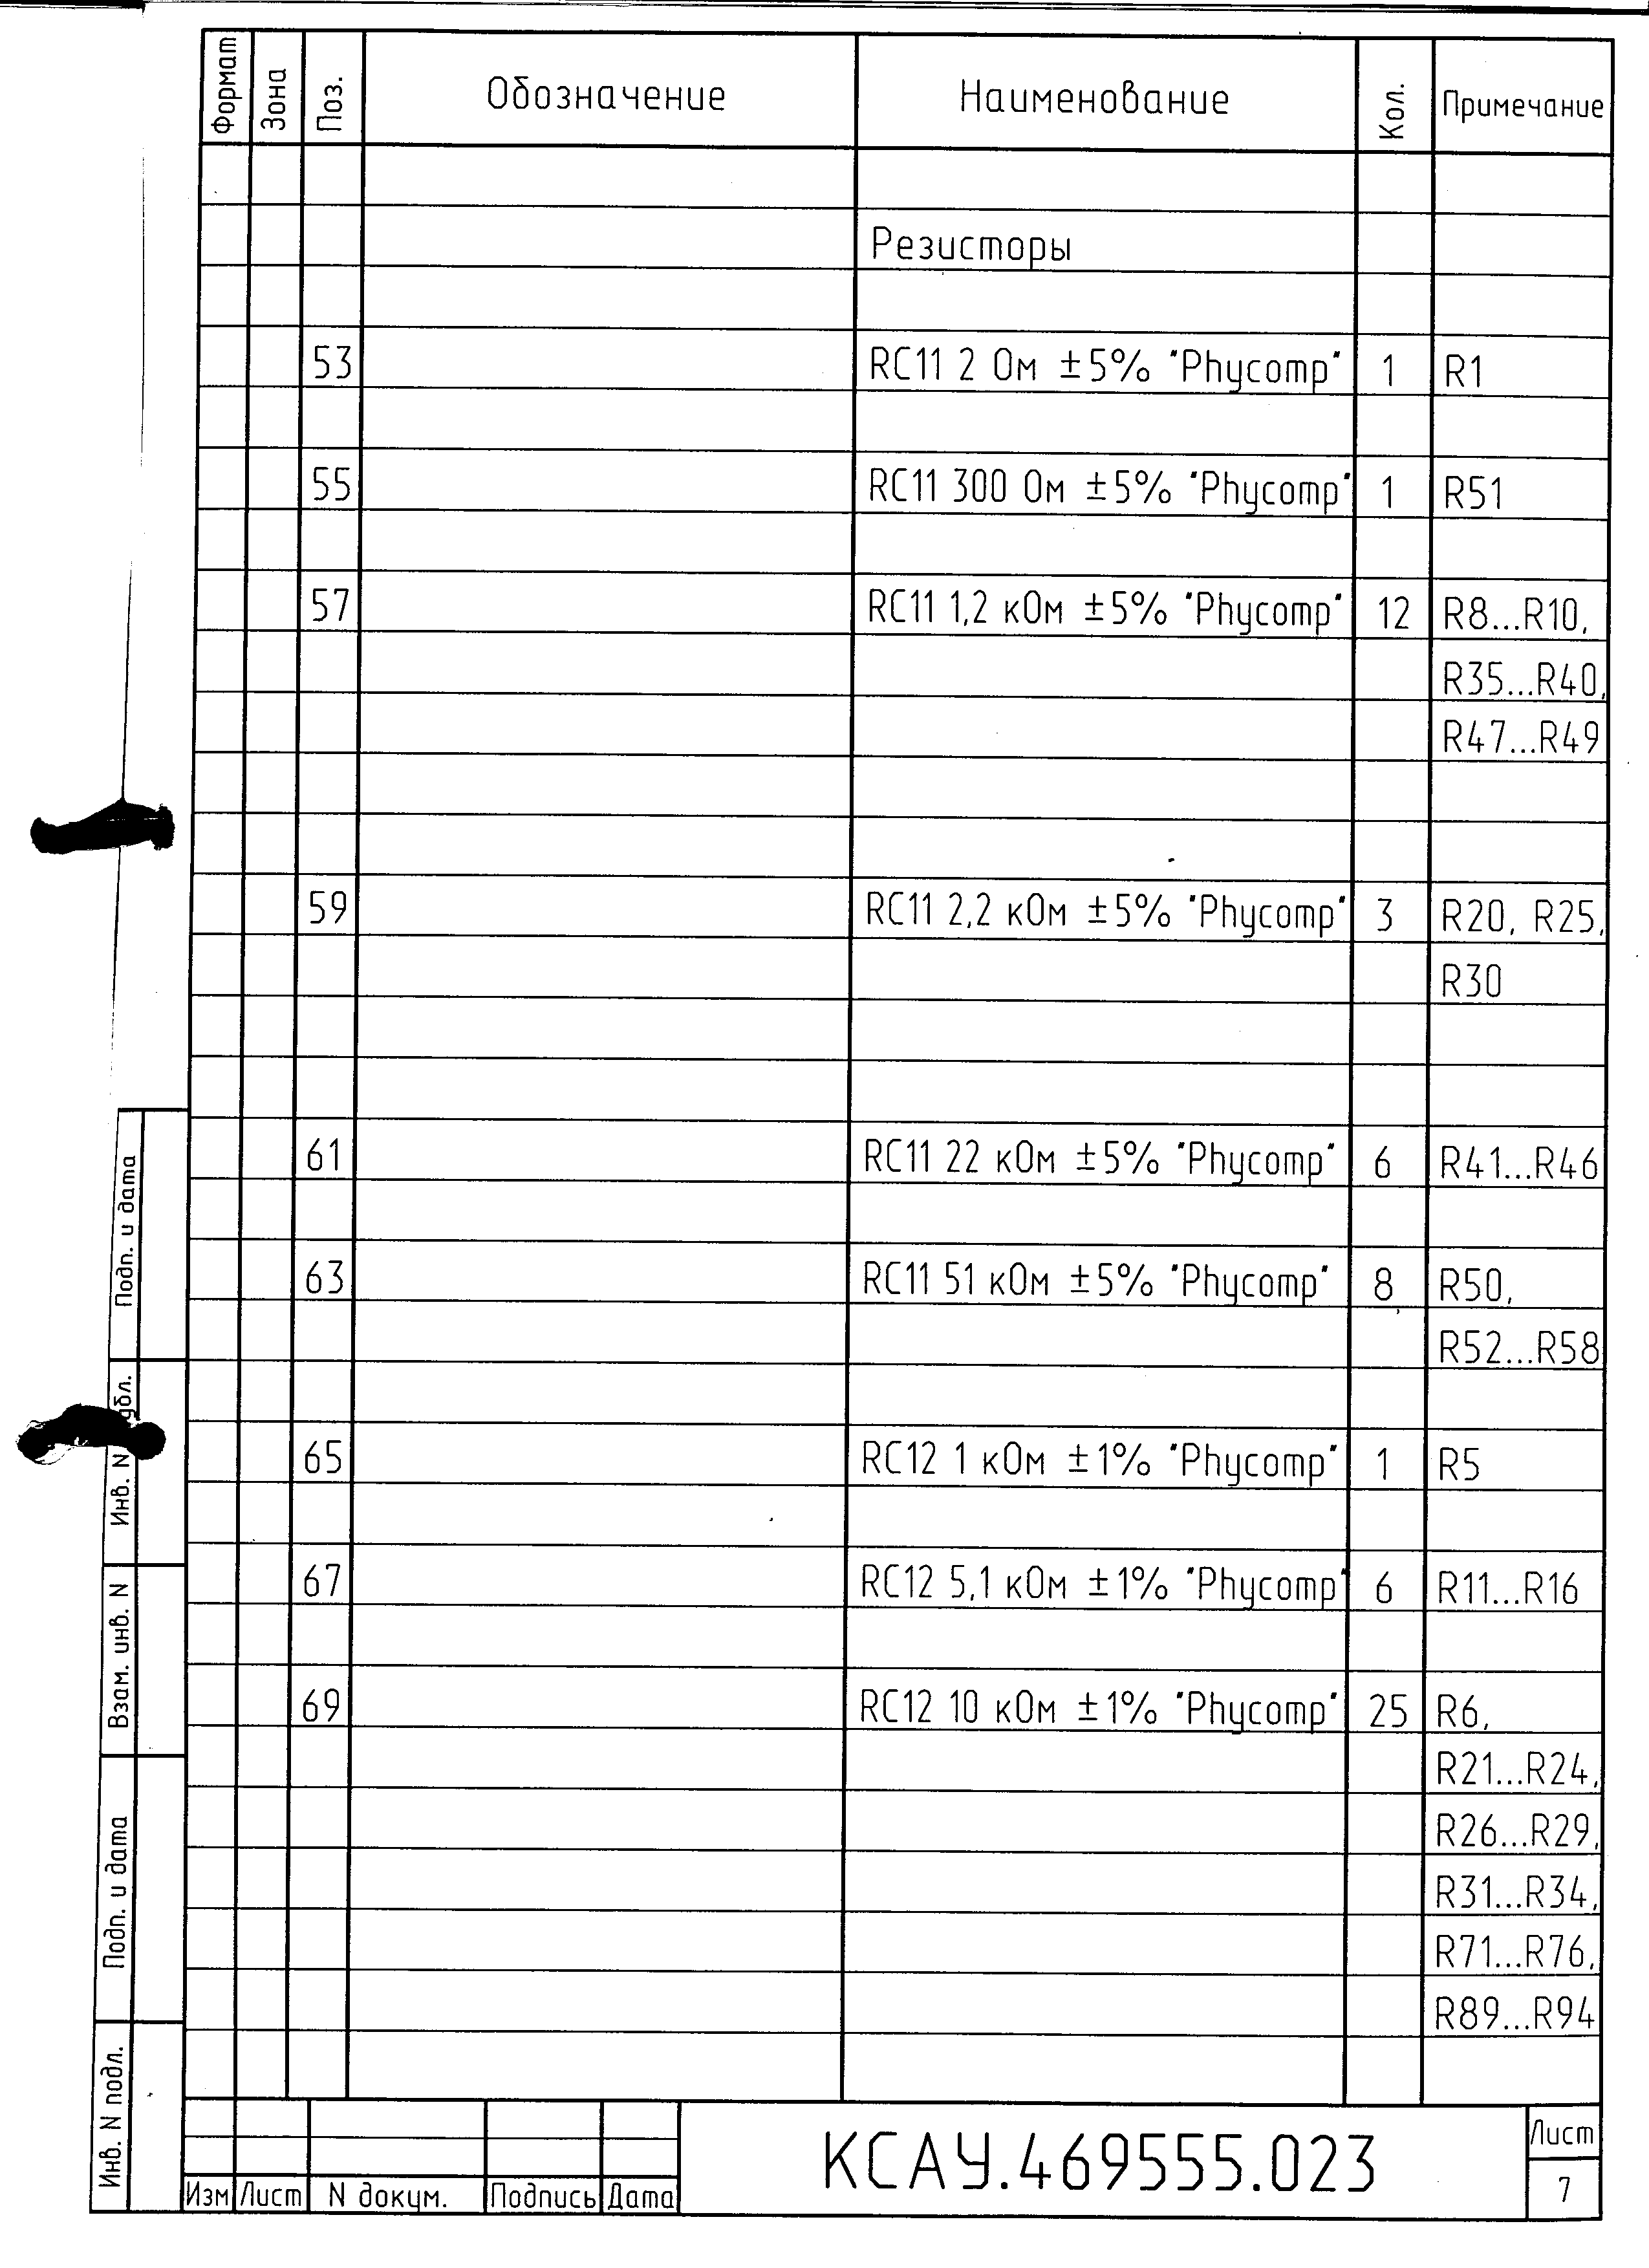 Формат Зона Поз. Обозначение Наименование Кол. Примечание
Резисторы
53 RC11 2 Ом ±5% "Phycomp" 1 R1
55 RC11 300 Ом ±5% "Phycomp" 1 R51
57 RC11 1,2 кОм ±5% "Phycomp" 12 R8...R10,
R35...R40,
R47...R49
59 RC11 2,2 кОм ±5% "Phycomp" 3 R20, R25,
R30
61 RC11 22 кОм ±5% "Phycomp" 6 R41...R46
63 RC11 51 кОм ±5% "Phycomp" 8 R50,
R52...R58
65 RC12 1 кОм ±1% "Phycomp" 1 R5
67 RC12 5,1 кОм ±1% "Phycomp" 6 R11...R16
69 RC12 10 кОм ±1% "Phycomp" 25 R6,
R21...R24,
R26...R29,
R31...R34,
R71...R76,
R89...R94
Подп. и дата
Инв. N
Взам. инв. N
Подп. и дата
Инв. N подл.
КСАУ.469555.023
Лист
7
Изм Лист N докум. Подпись Дата